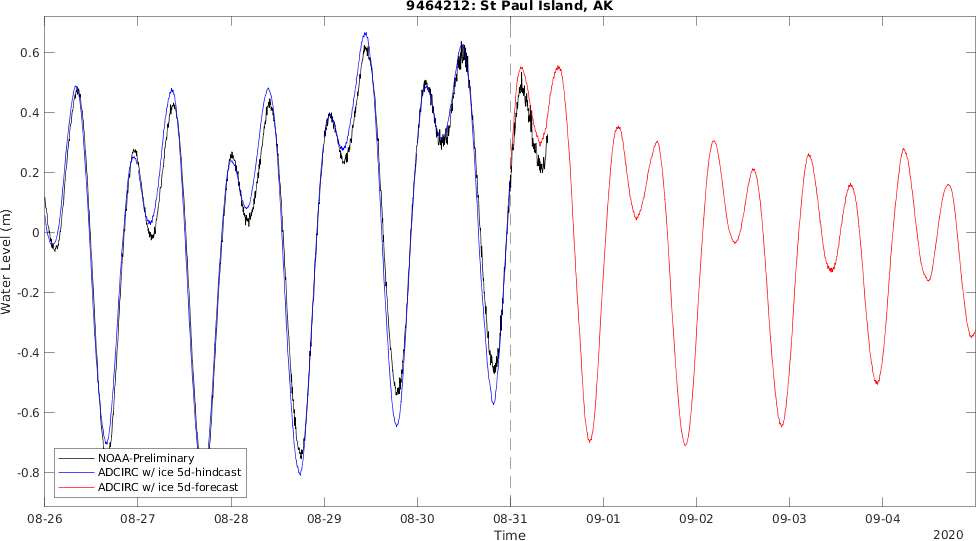 9464212: St Paul Island, AK
Water Level (m)
0.6
0.4
0.2
0
-0.2
-0.4
-0.6
-0.8
NOAA-Preliminary
ADCIRC w/ ice 5d-hindcast
ADCIRC w/ ice 5d-forecast
08-26 08-27 08-28 08-29 08-30 08-31 09-01 09-02 09-03 09-04
Time
2020